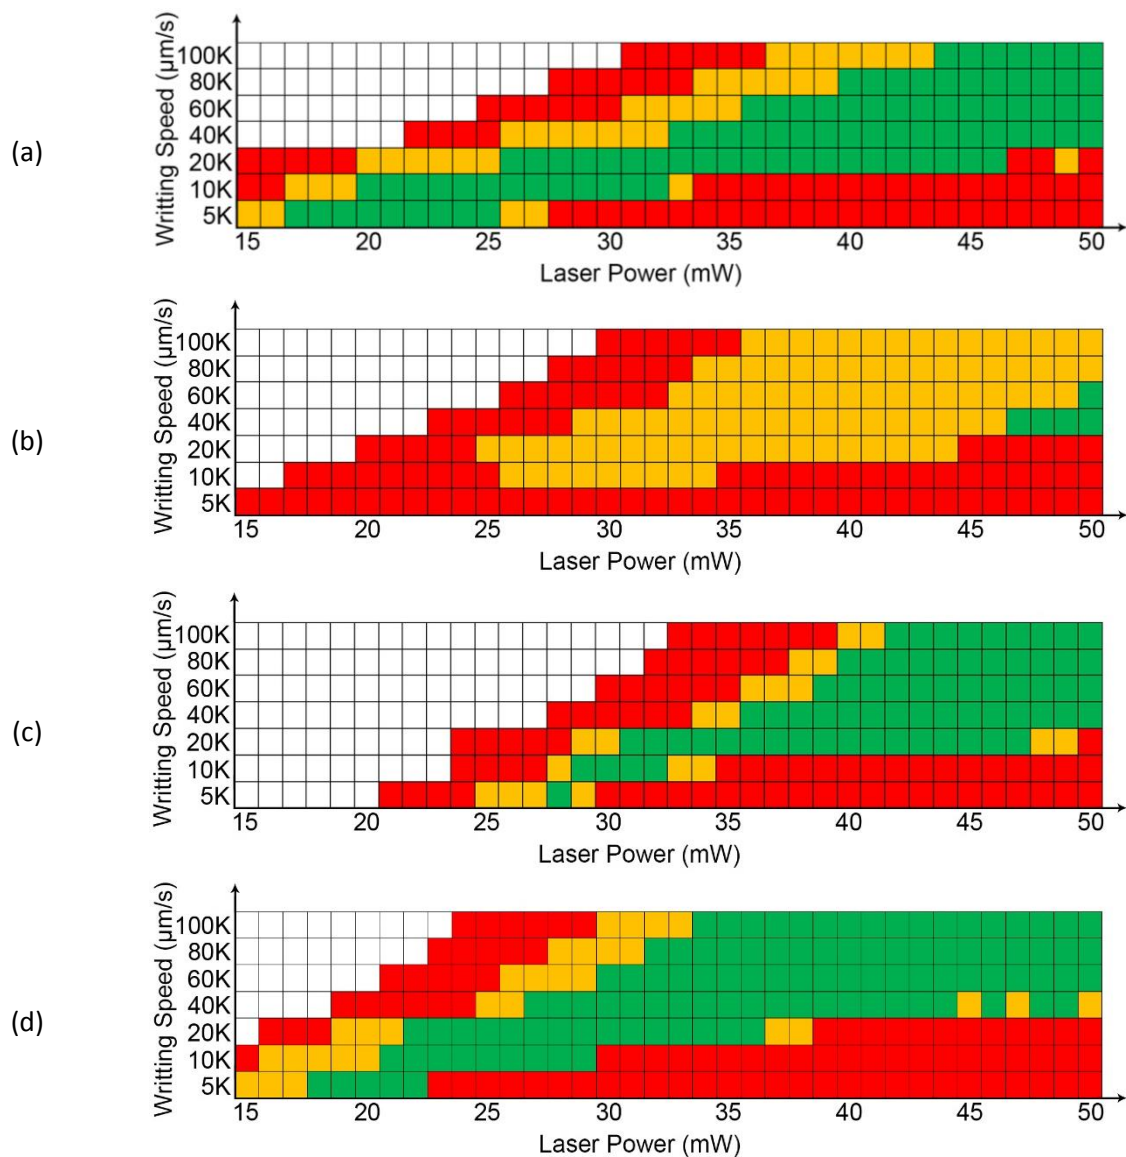 (a)
Writting Speed (μm/s)
100K
80K
60K
40K
20K
10K
5K
15 20 25 30 35 40 45 50
Laser Power (mW)
(b)
Writting Speed (μm/s)
100K
80K
60K
40K
20K
10K
5K
15 20 25 30 35 40 45 50
Laser Power (mW)
(c)
Writting Speed (μm/s)
100K
80K
60K
40K
20K
10K
5K
15 20 25 30 35 40 45 50
Laser Power (mW)
(d)
Writting Speed (μm/s)
100K
80K
60K
40K
20K
10K
5K
15 20 25 30 35 40 45 50
Laser Power (mW)